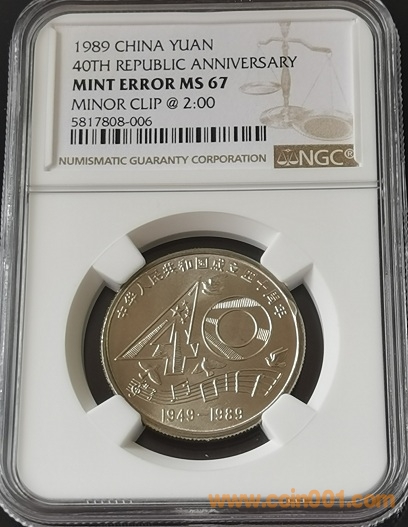 1989 CHINA YUAN
40TH REPUBLIC ANNIVERSARY
MINT ERROR MS 67
MINOR CLIP @ 2:00
5817808-006
NUMISMATIC GUARANTY CORPORATION NGC®
中华人民共和国成立四十周年
1949-1989
www.coin001.com